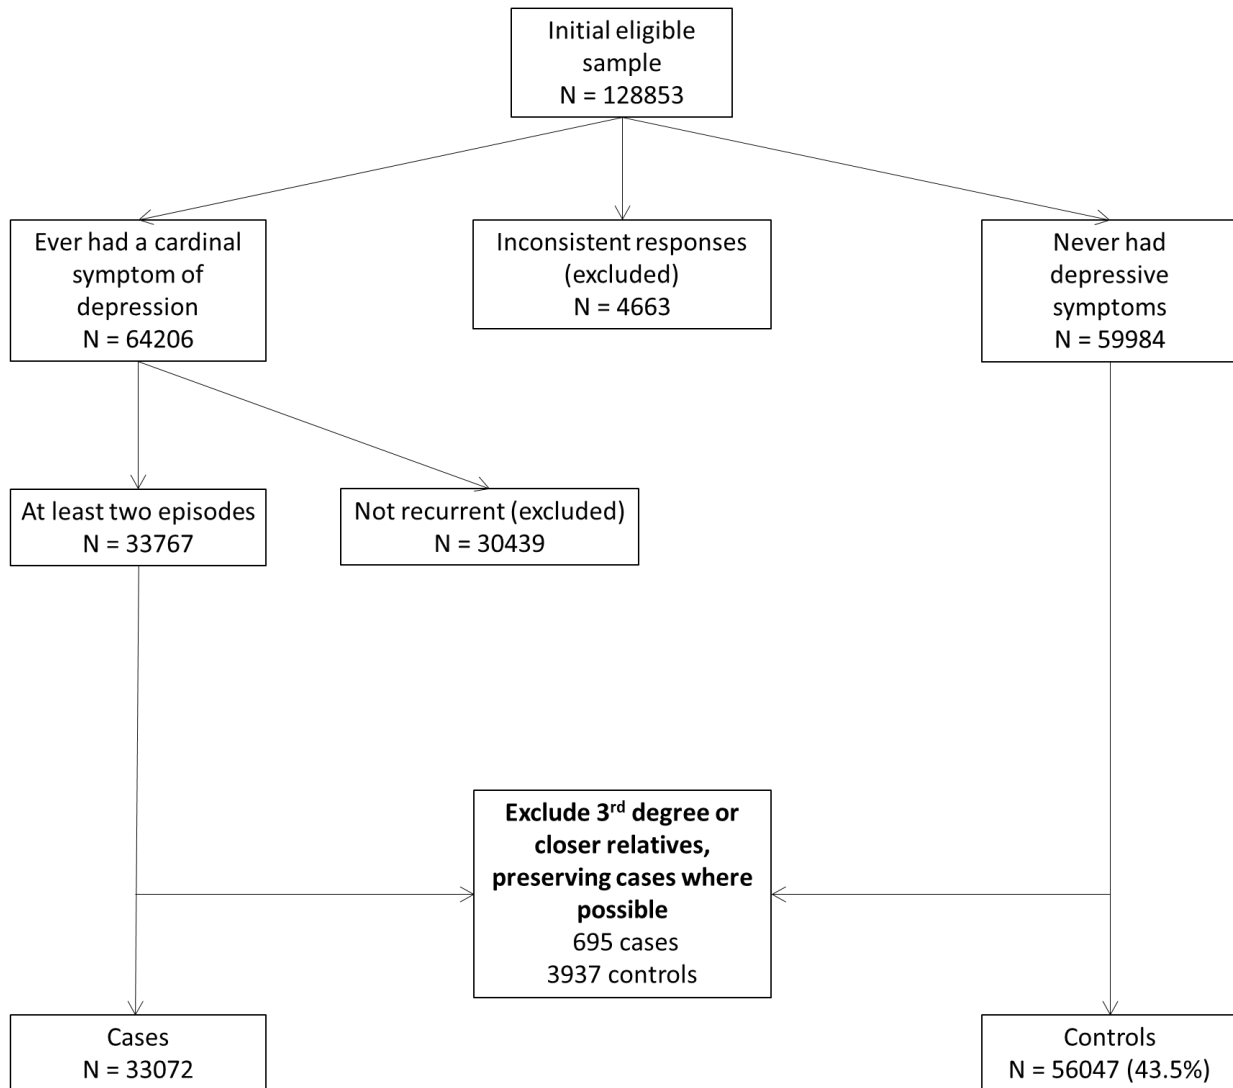 Initial eligible
sample
N = 128853
Ever had a cardinal
symptom of
depression
N = 64206
Inconsistent responses
(excluded)
N = 4663
Never had
depressive
symptoms
N = 59984
At least two episodes
N = 33767
Not recurrent (excluded)
N = 30439
Exclude 3rd degree or
closer relatives,
preserving cases where
possible
695 cases
3937 controls
Cases
N = 33072
Controls
N = 56047 (43.5%)